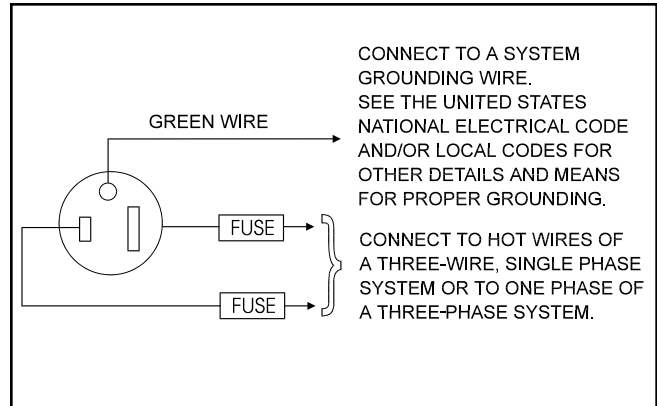 CONNECT TO A SYSTEM
GROUNDING WIRE.
SEE THE UNITED STATES
NATIONAL ELECTRICAL CODE
AND/OR LOCAL CODES FOR
OTHER DETAILS AND MEANS
FOR PROPER GROUNDING.
GREEN WIRE
FUSE
FUSE
CONNECT TO HOT WIRES OF
A THREE-WIRE, SINGLE PHASE
SYSTEM OR TO ONE PHASE OF
A THREE-PHASE SYSTEM.